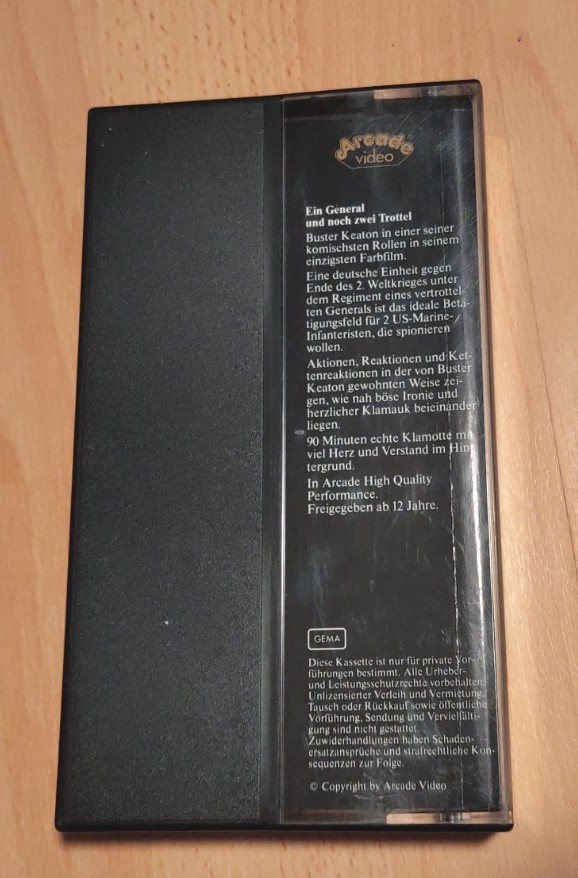 Arcade
video
Ein General
und noch zwei Trottel
Buster Keaton in einer seiner
komischsten Rollen in seinem
einzigsten Farbfilm.
Eine deutsche Einheit gegen
Ende des 2. Weltkrieges unter
dem Regiment eines vertrottel-
ten Generals ist das ideale Betä-
tigungsfeld für 2 US-Marine-
Infanteristen, die spionieren
wollen.
Aktionen, Reaktionen und Ket-
tenreaktionen in der von Buster
Keaton gewohnten Weise zei-
gen, wie nah böse Ironie und
herzlicher Klamauk beieinander
liegen.
90 Minuten echte Klamotte mit
viel Herz und Verstand im Hin-
tergrund.
In Arcade High Quality
Performance.
Freigegeben ab 12 Jahre.
GEMA
Diese Kassette ist nur für private Vor-
führungen bestimmt. Alle Urheber-
und Leistungsschutzrechte vorbehalten.
Unlizensierter Verleih und Vermietung,
Tausch oder Rückkauf sowie öffentliche
Vorführung, Sendung und Vervielfälti-
gung sind nicht gestattet.
Zuwiderhandlungen haben Schaden-
ersatzansprüche und strafrechtliche Kon-
sequenzen zur Folge.
© Copyright by Arcade Video